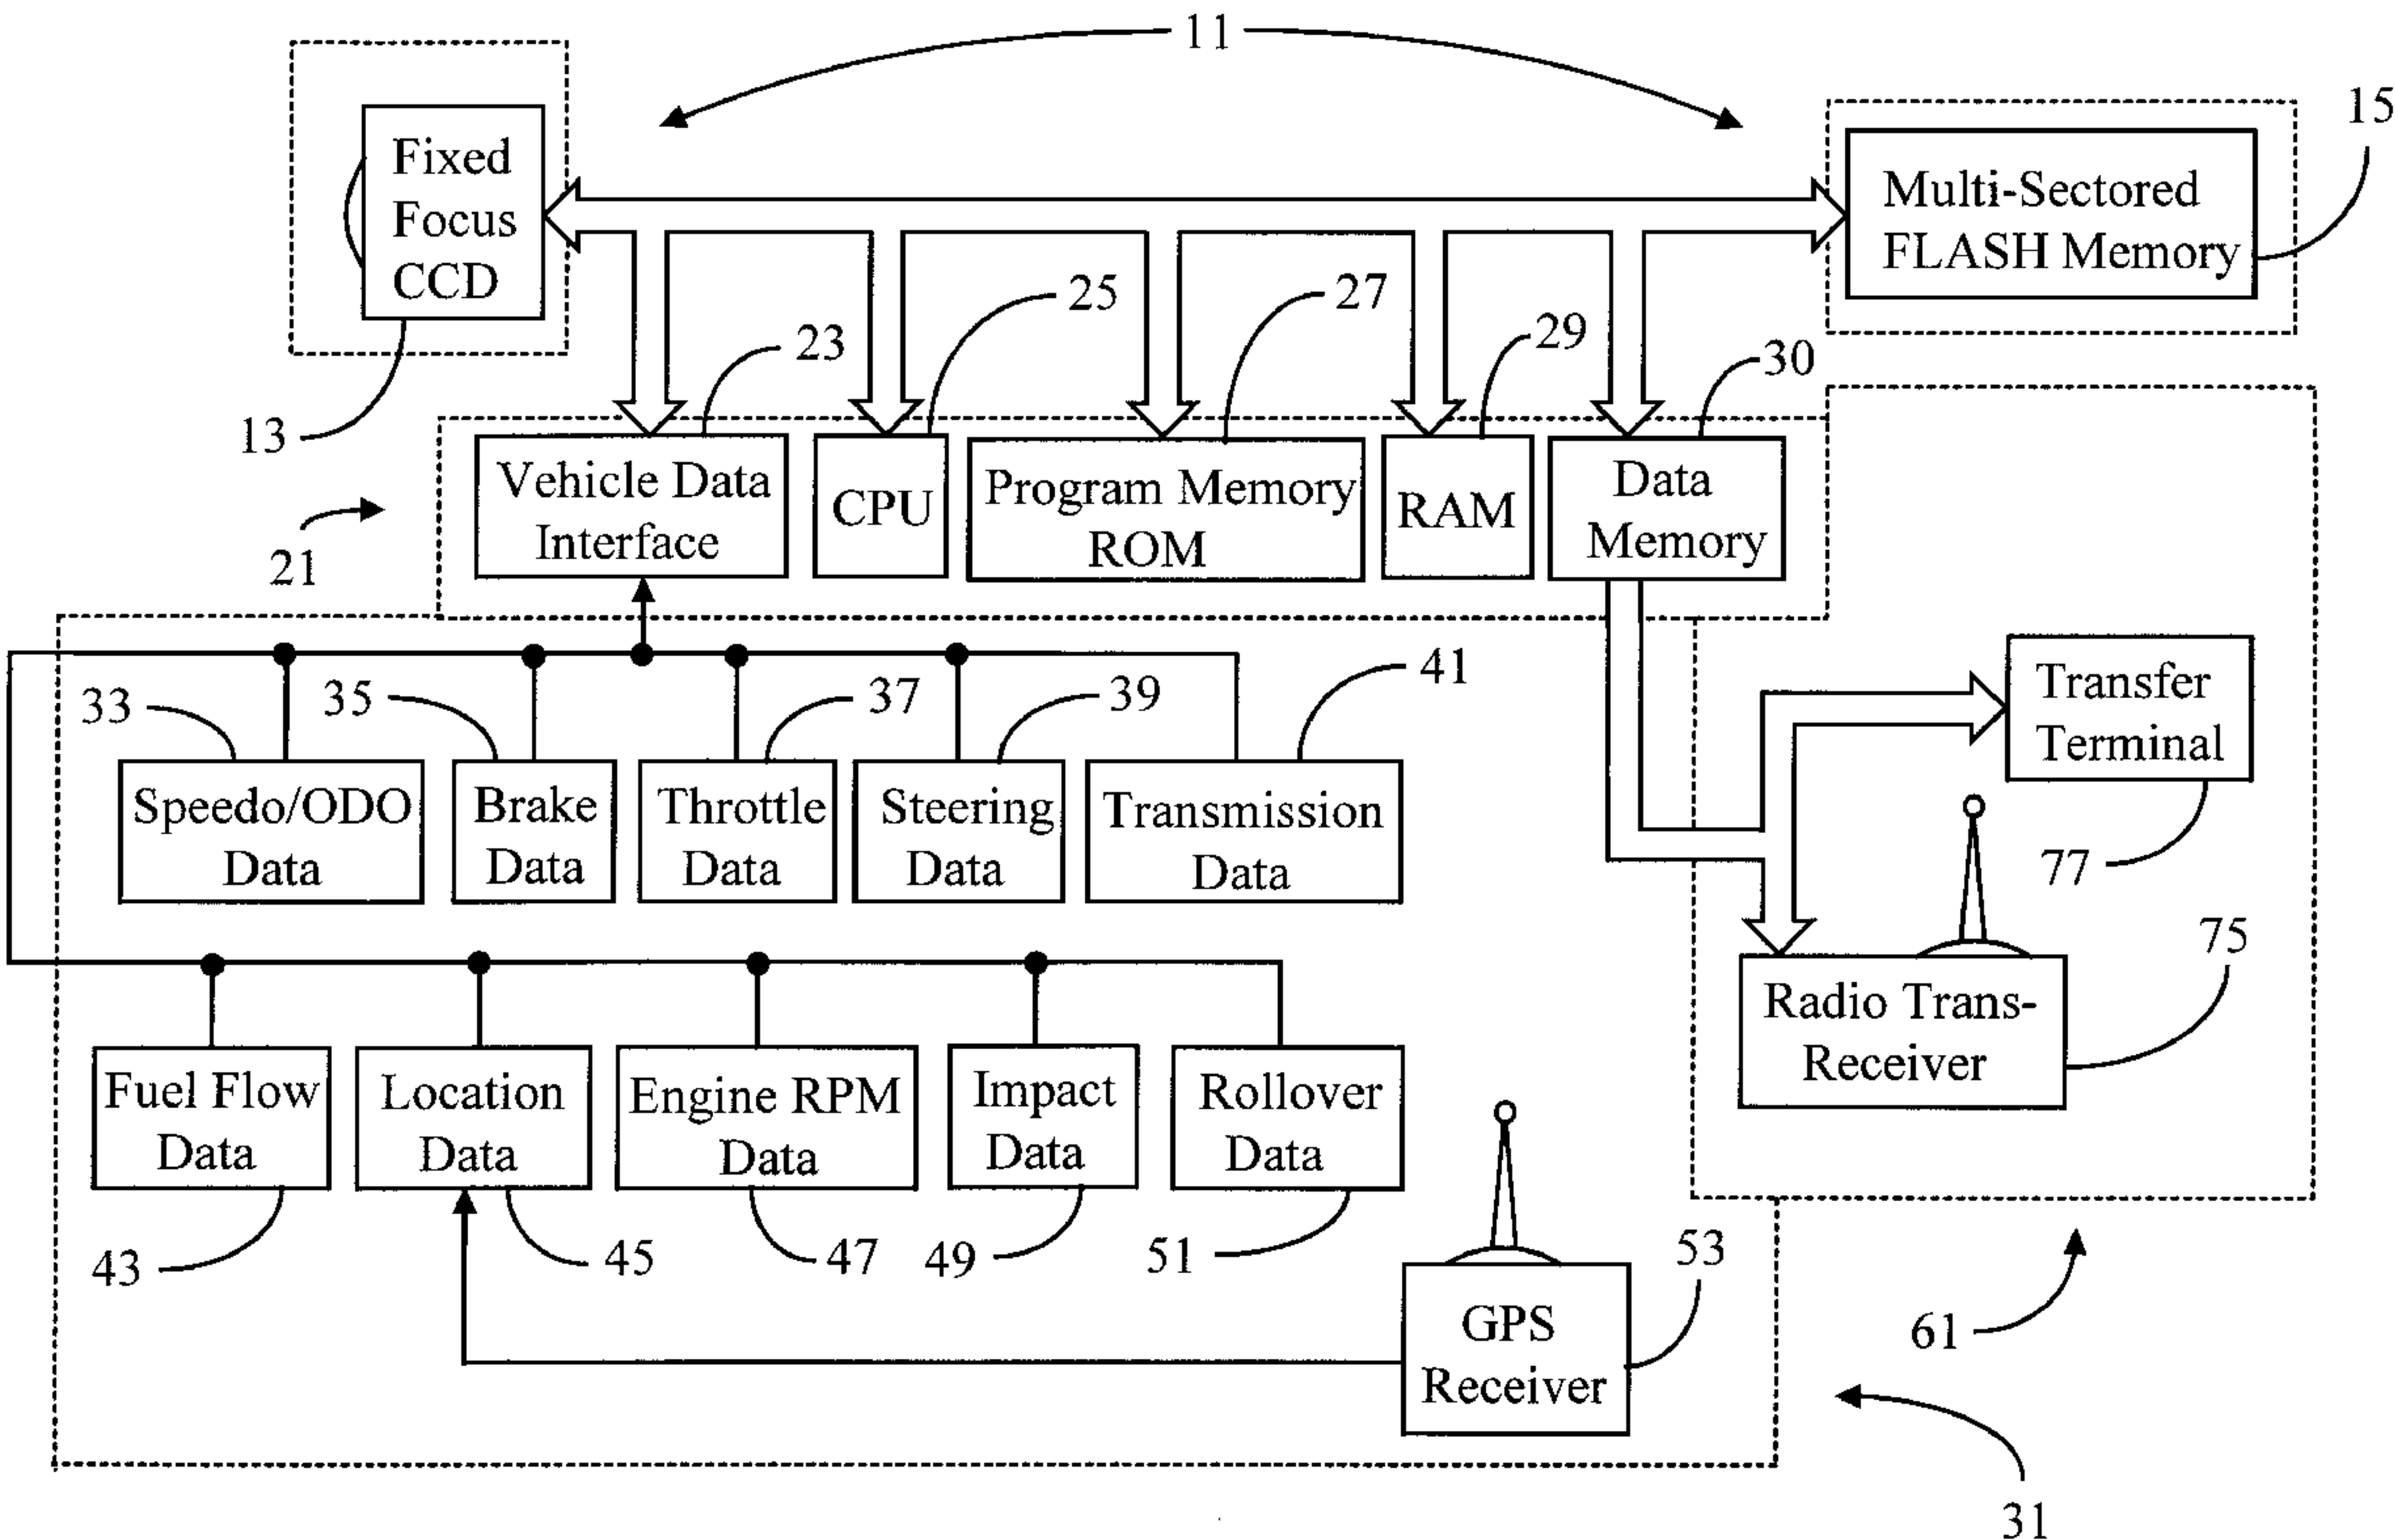 11
Fixed
Focus
CCD
Multi-Sectored
FLASH Memory
15
13
23
25
27
29
30
21
Vehicle Data
Interface
CPU
Program Memory
ROM
RAM
Data
Memory
33
35
37
39
41
Speedo/ODO
Data
Brake
Data
Throttle
Data
Steering
Data
Transmission
Data
Transfer
Terminal
77
75
Radio Trans-
Receiver
Fuel Flow
Data
Location
Data
Engine RPM
Data
Impact
Data
Rollover
Data
43
45
47
49
51
53
GPS
Receiver
61
31